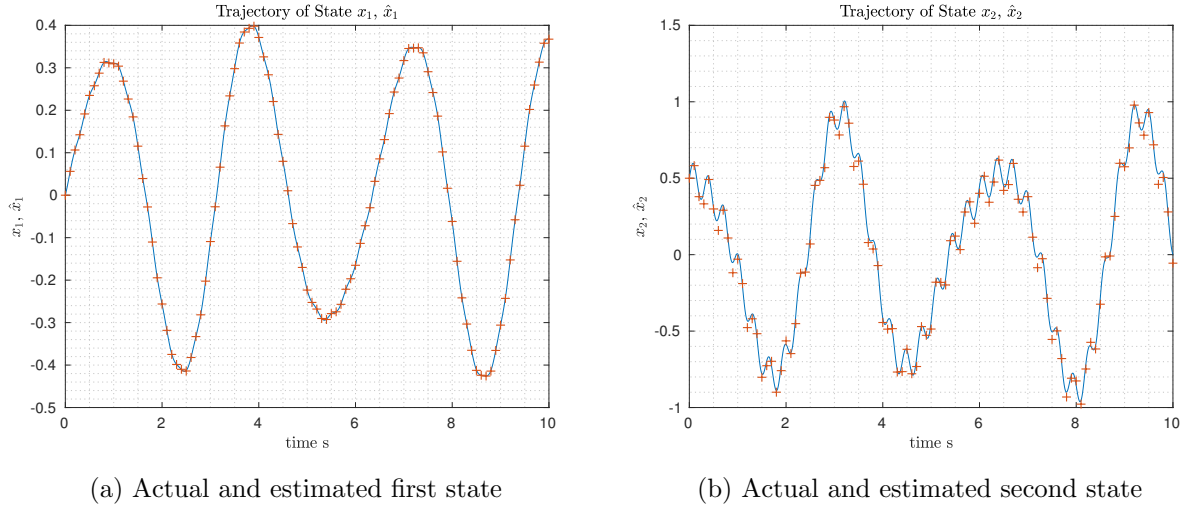 Trajectory of State x₁, x̂₁
0.4
0.3
0.2
0.1
0
-0.1
-0.2
-0.3
-0.4
-0.5
x₁, x̂₁
0 2 4 6 8 10
time s
(a) Actual and estimated first state
Trajectory of State x₂, x̂₂
1.5
1
0.5
0
-0.5
-1
x₂, x̂₂
0 2 4 6 8 10
time s
(b) Actual and estimated second state